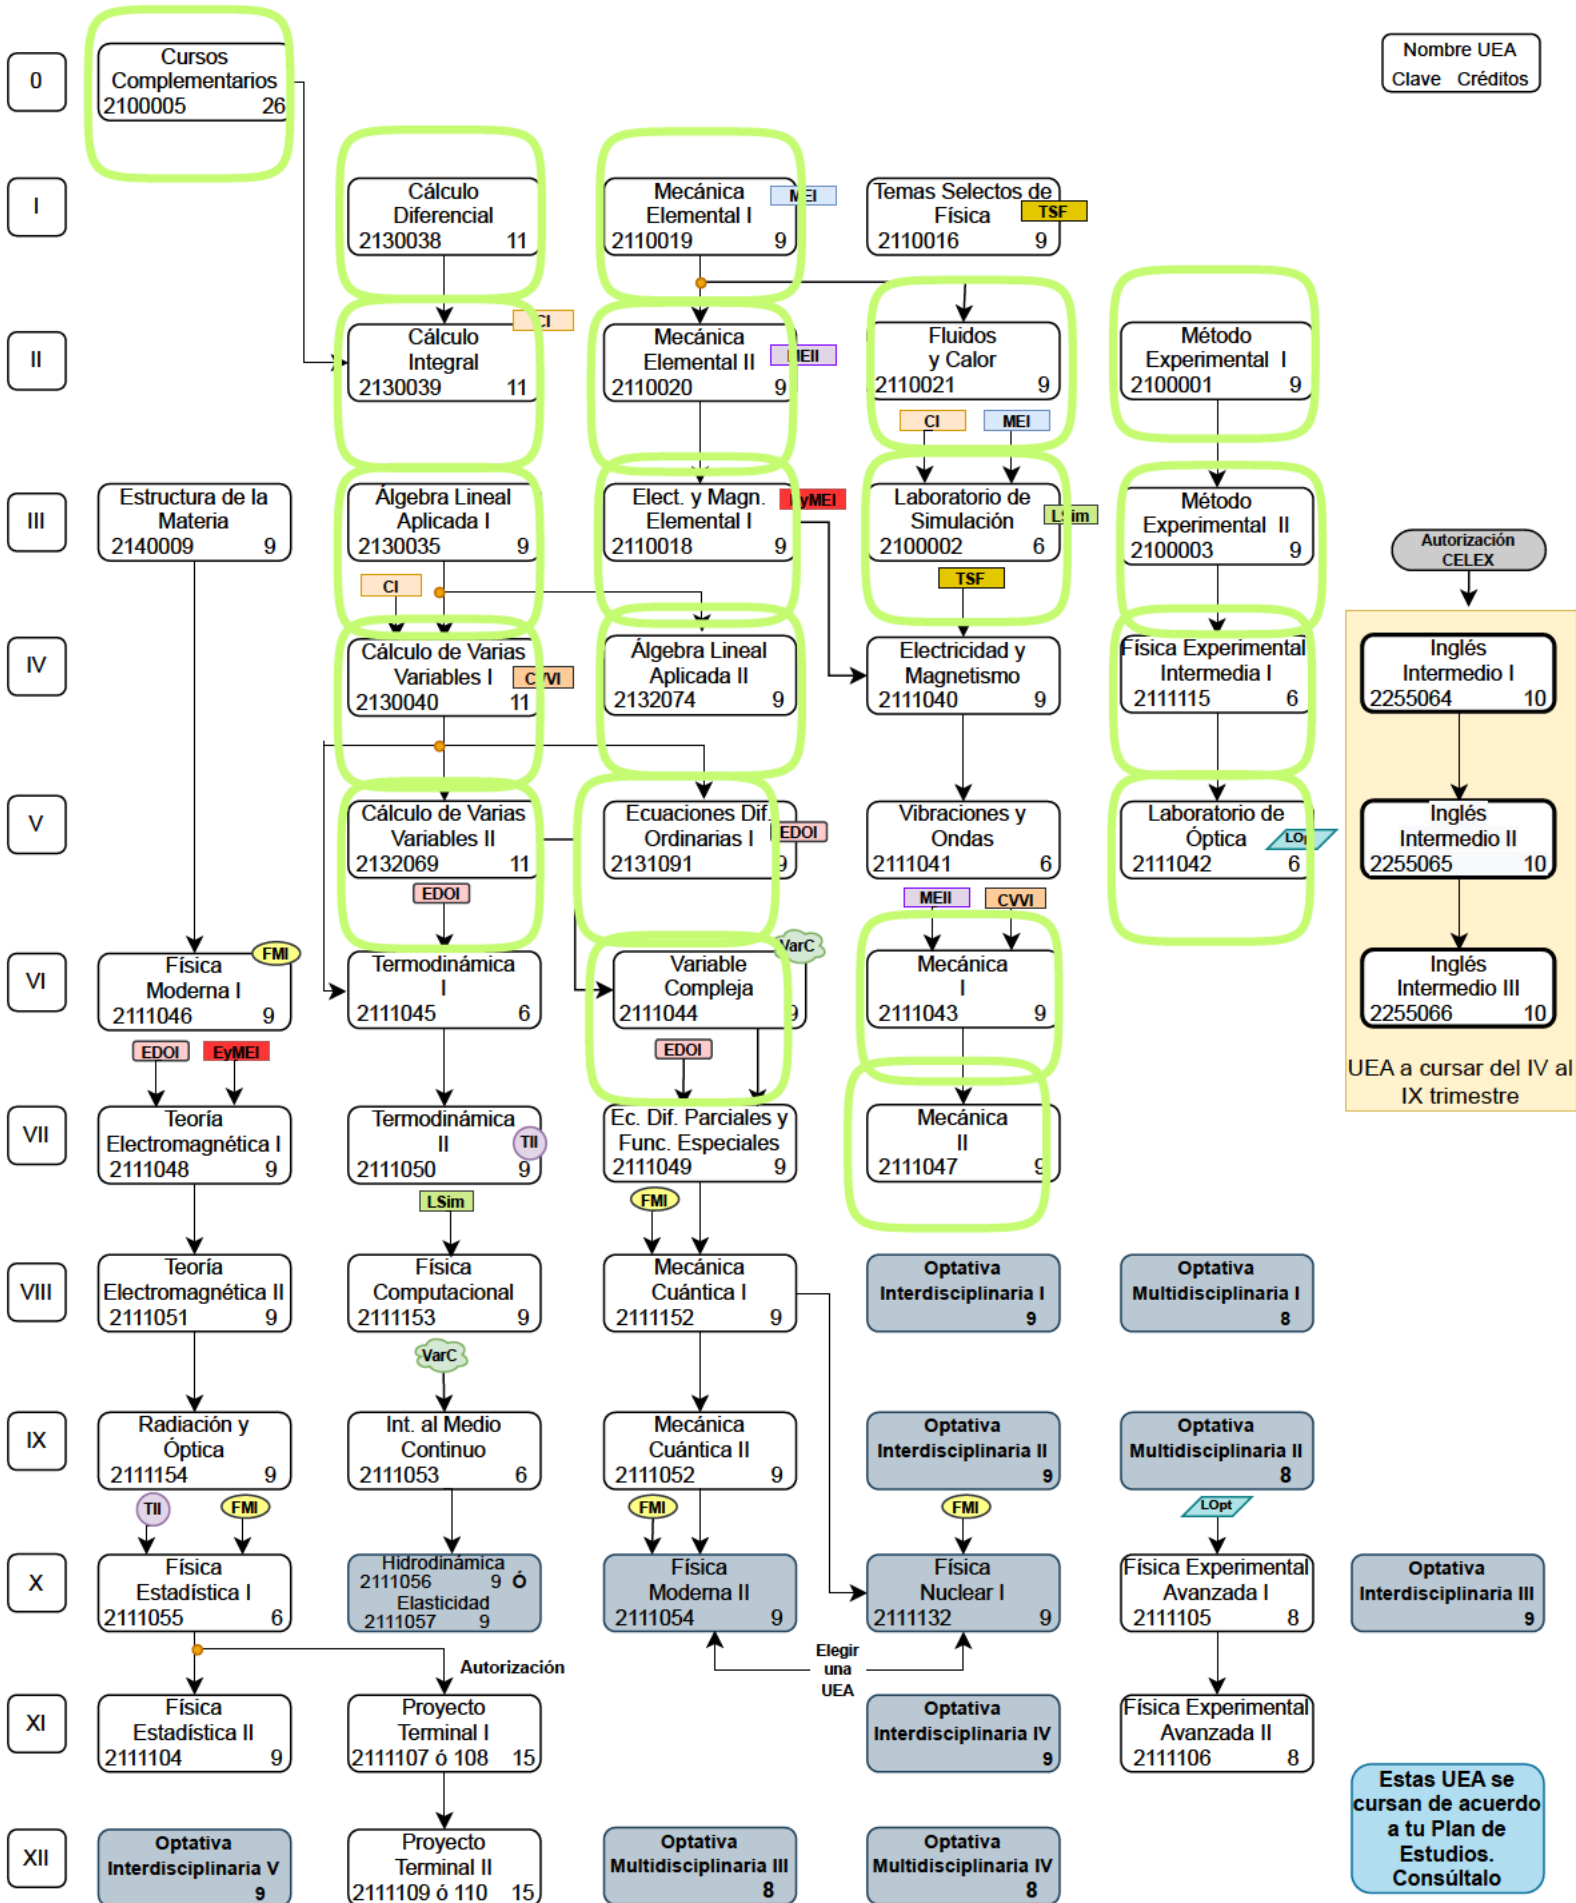 0
Cursos
Complementarios
2100005 26
Nombre UEA
Clave Créditos
I
Cálculo
Diferencial
2130038 11
Mecánica
Elemental I
2110019 9
MEI
Temas Selectos de
Física
2110016 9
TSF
II
Cálculo
Integral
2130039 11
CI
Mecánica
Elemental II
2110020 9
MEII
Fluidos
y Calor
2110021 9
Método
Experimental I
2100001 9
CI MEI
III
Estructura de la
Materia
2140009 9
Álgebra Lineal
Aplicada I
2130035 9
Elect. y Magn.
Elemental I
2110018 9
EyMEI
Laboratorio de
Simulación
2100002 6
LSim
Método
Experimental II
2100003 9
Autorización
CELEX
CI
TSF
IV
Cálculo de Varias
Variables I
2130040 11
CVVI
Álgebra Lineal
Aplicada II
2132074 9
Electricidad y
Magnetismo
2111040 9
Física Experimental
Intermedia I
2111115 6
Inglés
Intermedio I
2255064 10
V
Cálculo de Varias
Variables II
2132069 11
Ecuaciones Dif.
Ordinarias I
2131091 9
EDOI
Vibraciones y
Ondas
2111041 6
Laboratorio de
Óptica
2111042 6
LOpt
Inglés
Intermedio II
2255065 10
EDOI
MEII CVVI
VI
Física
Moderna I
2111046 9
FMI
Termodinámica
I
2111045 6
Variable
Compleja
2111044 9
VarC
Mecánica
I
2111043 9
Inglés
Intermedio III
2255066 10
EDOI EyMEI
EDOI
UEA a cursar del IV al
IX trimestre
VII
Teoría
Electromagnética I
2111048 9
Termodinámica
II
2111050 9
TII
Ec. Dif. Parciales y
Func. Especiales
2111049 9
Mecánica
II
2111047 9
LSim
FMI
VIII
Teoría
Electromagnética II
2111051 9
Física
Computacional
2111153 9
Mecánica
Cuántica I
2111152 9
Optativa
Interdisciplinaria I
9
Optativa
Multidisciplinaria I
8
VarC
IX
Radiación y
Óptica
2111154 9
Int. al Medio
Continuo
2111053 6
Mecánica
Cuántica II
2111052 9
Optativa
Interdisciplinaria II
9
Optativa
Multidisciplinaria II
8
TII FMI
FMI
FMI
LOpt
X
Física
Estadística I
2111055 6
Hidrodinámica
2111056 9 Ó
Elasticidad
2111057 9
Física
Moderna II
2111054 9
Física
Nuclear I
2111132 9
Física Experimental
Avanzada I
2111105 8
Optativa
Interdisciplinaria III
9
Autorización
Elegir
una
UEA
XI
Física
Estadística II
2111104 9
Proyecto
Terminal I
2111107 ó 108 15
Optativa
Interdisciplinaria IV
9
Física Experimental
Avanzada II
2111106 8
Estas UEA se
cursan de acuerdo
a tu Plan de
Estudios.
Consúltalo
XII
Optativa
Interdisciplinaria V
9
Proyecto
Terminal II
2111109 ó 110 15
Optativa
Multidisciplinaria III
8
Optativa
Multidisciplinaria IV
8